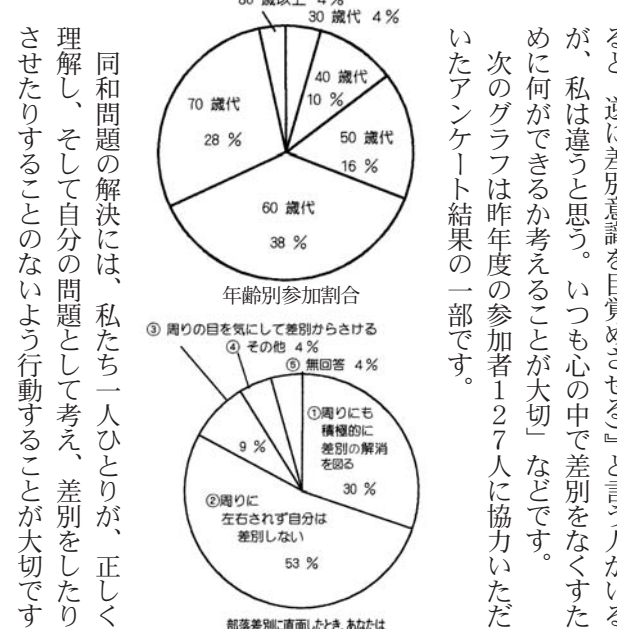 ると、逆に差別意識を目覚めさせる)』と言う人がいる
が、私は違うと思う。いつも心の中で差別をなくすた
めに何ができるか考えることが大切」などです。
　次のグラフは昨年度の参加者127人に協力いただ
いたアンケート結果の一部です。
80 歳以上 4%
30 歳代 4%
40 歳代
10 %
50 歳代
16 %
60 歳代
38 %
70 歳代
28 %
年齢別参加割合
③ 周りの目を気にして差別からさける
④ その他 4%
⑤ 無回答 4%
①周りにも
積極的に
差別の解消
を図る
30 %
9 %
②周りに
左右されず自分は
差別しない
53 %
部落差別に直面したとき、あなたは
　同和問題の解決には、私たち一人ひとりが、正しく
理解し、そして自分の問題として考え、差別をしたり
させたりすることのないよう行動することが大切です